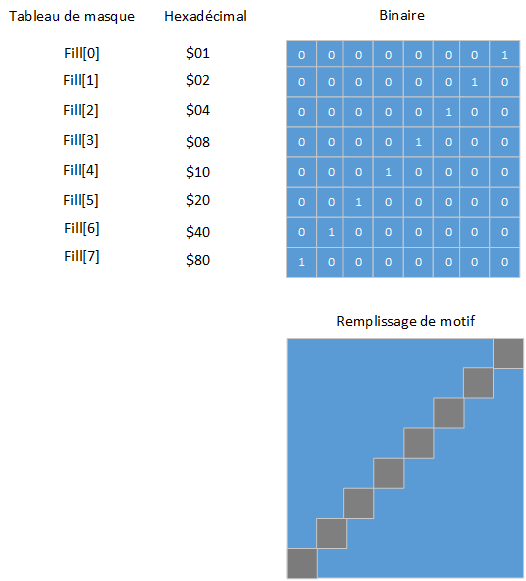 Tableau de masque Hexadécimal Binaire
Fill[0] $01 0 0 0 0 0 0 0 1
Fill[1] $02 0 0 0 0 0 0 1 0
Fill[2] $04 0 0 0 0 0 1 0 0
Fill[3] $08 0 0 0 0 1 0 0 0
Fill[4] $10 0 0 0 1 0 0 0 0
Fill[5] $20 0 0 1 0 0 0 0 0
Fill[6] $40 0 1 0 0 0 0 0 0
Fill[7] $80 1 0 0 0 0 0 0 0
Remplissage de motif